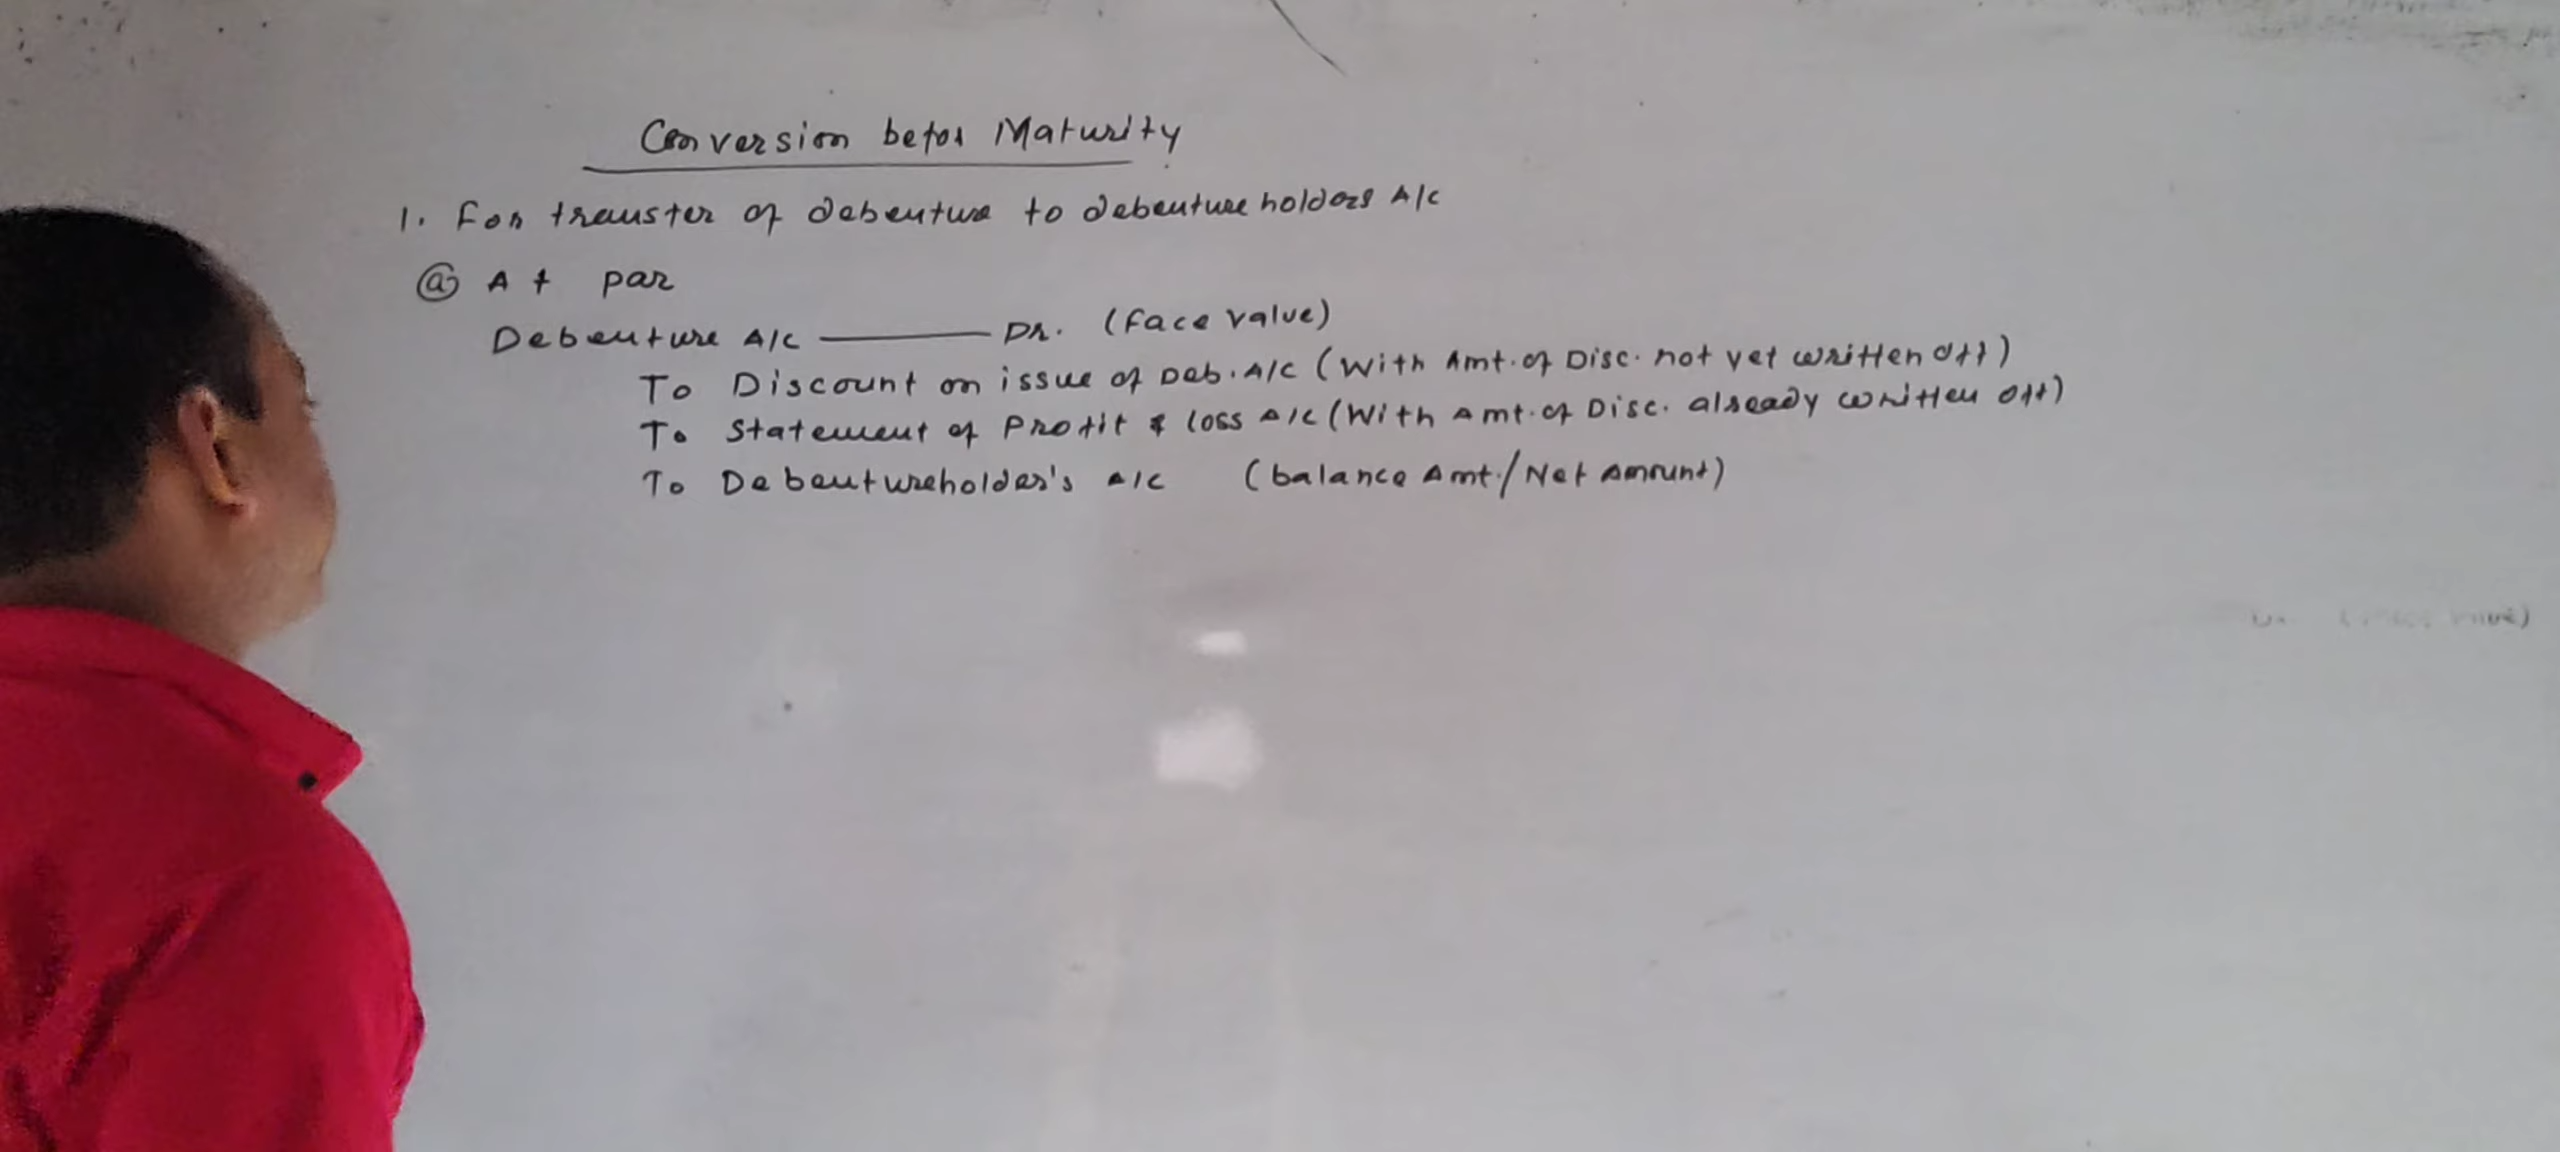 Conversion befor Maturity
1. For transfer of debenture to debenture holders A/c
@ At par
Debenture A/c ——— Dr. (Face value)
To Discount on issue of Deb. A/C (With Amt. of Disc. not yet written off)
To Statement of Profit & loss A/c (With Amt. of Disc. already written off)
To Debentureholder's A/c (balance Amt./Net Amount)